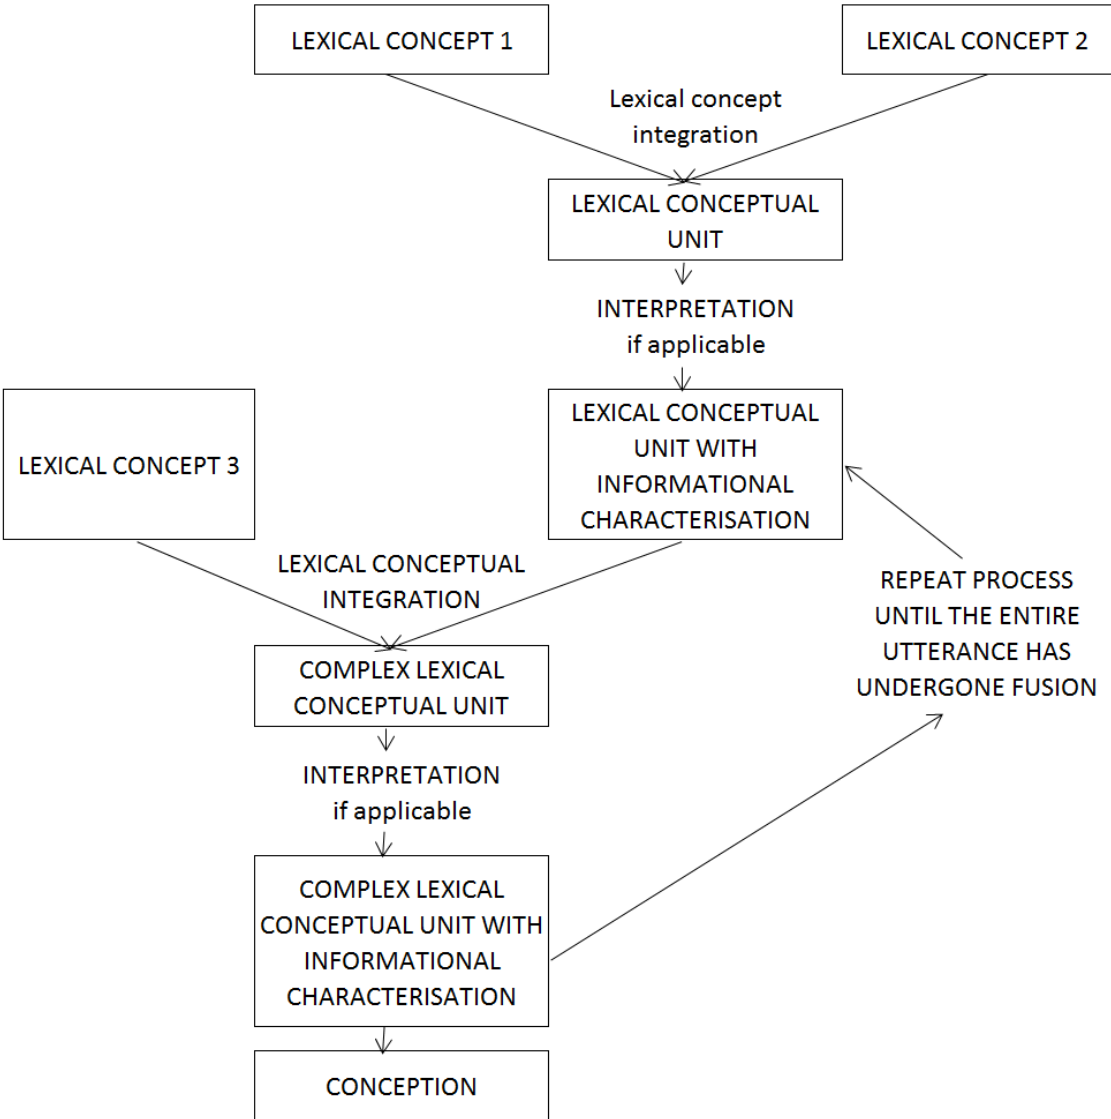 LEXICAL CONCEPT 1
LEXICAL CONCEPT 2
Lexical concept
integration
LEXICAL CONCEPTUAL
UNIT
INTERPRETATION
if applicable
LEXICAL CONCEPT 3
LEXICAL CONCEPTUAL
UNIT WITH
INFORMATIONAL
CHARACTERISATION
LEXICAL CONCEPTUAL
INTEGRATION
REPEAT PROCESS
UNTIL THE ENTIRE
UTTERANCE HAS
UNDERGONE FUSION
COMPLEX LEXICAL
CONCEPTUAL UNIT
INTERPRETATION
if applicable
COMPLEX LEXICAL
CONCEPTUAL UNIT WITH
INFORMATIONAL
CHARACTERISATION
CONCEPTION